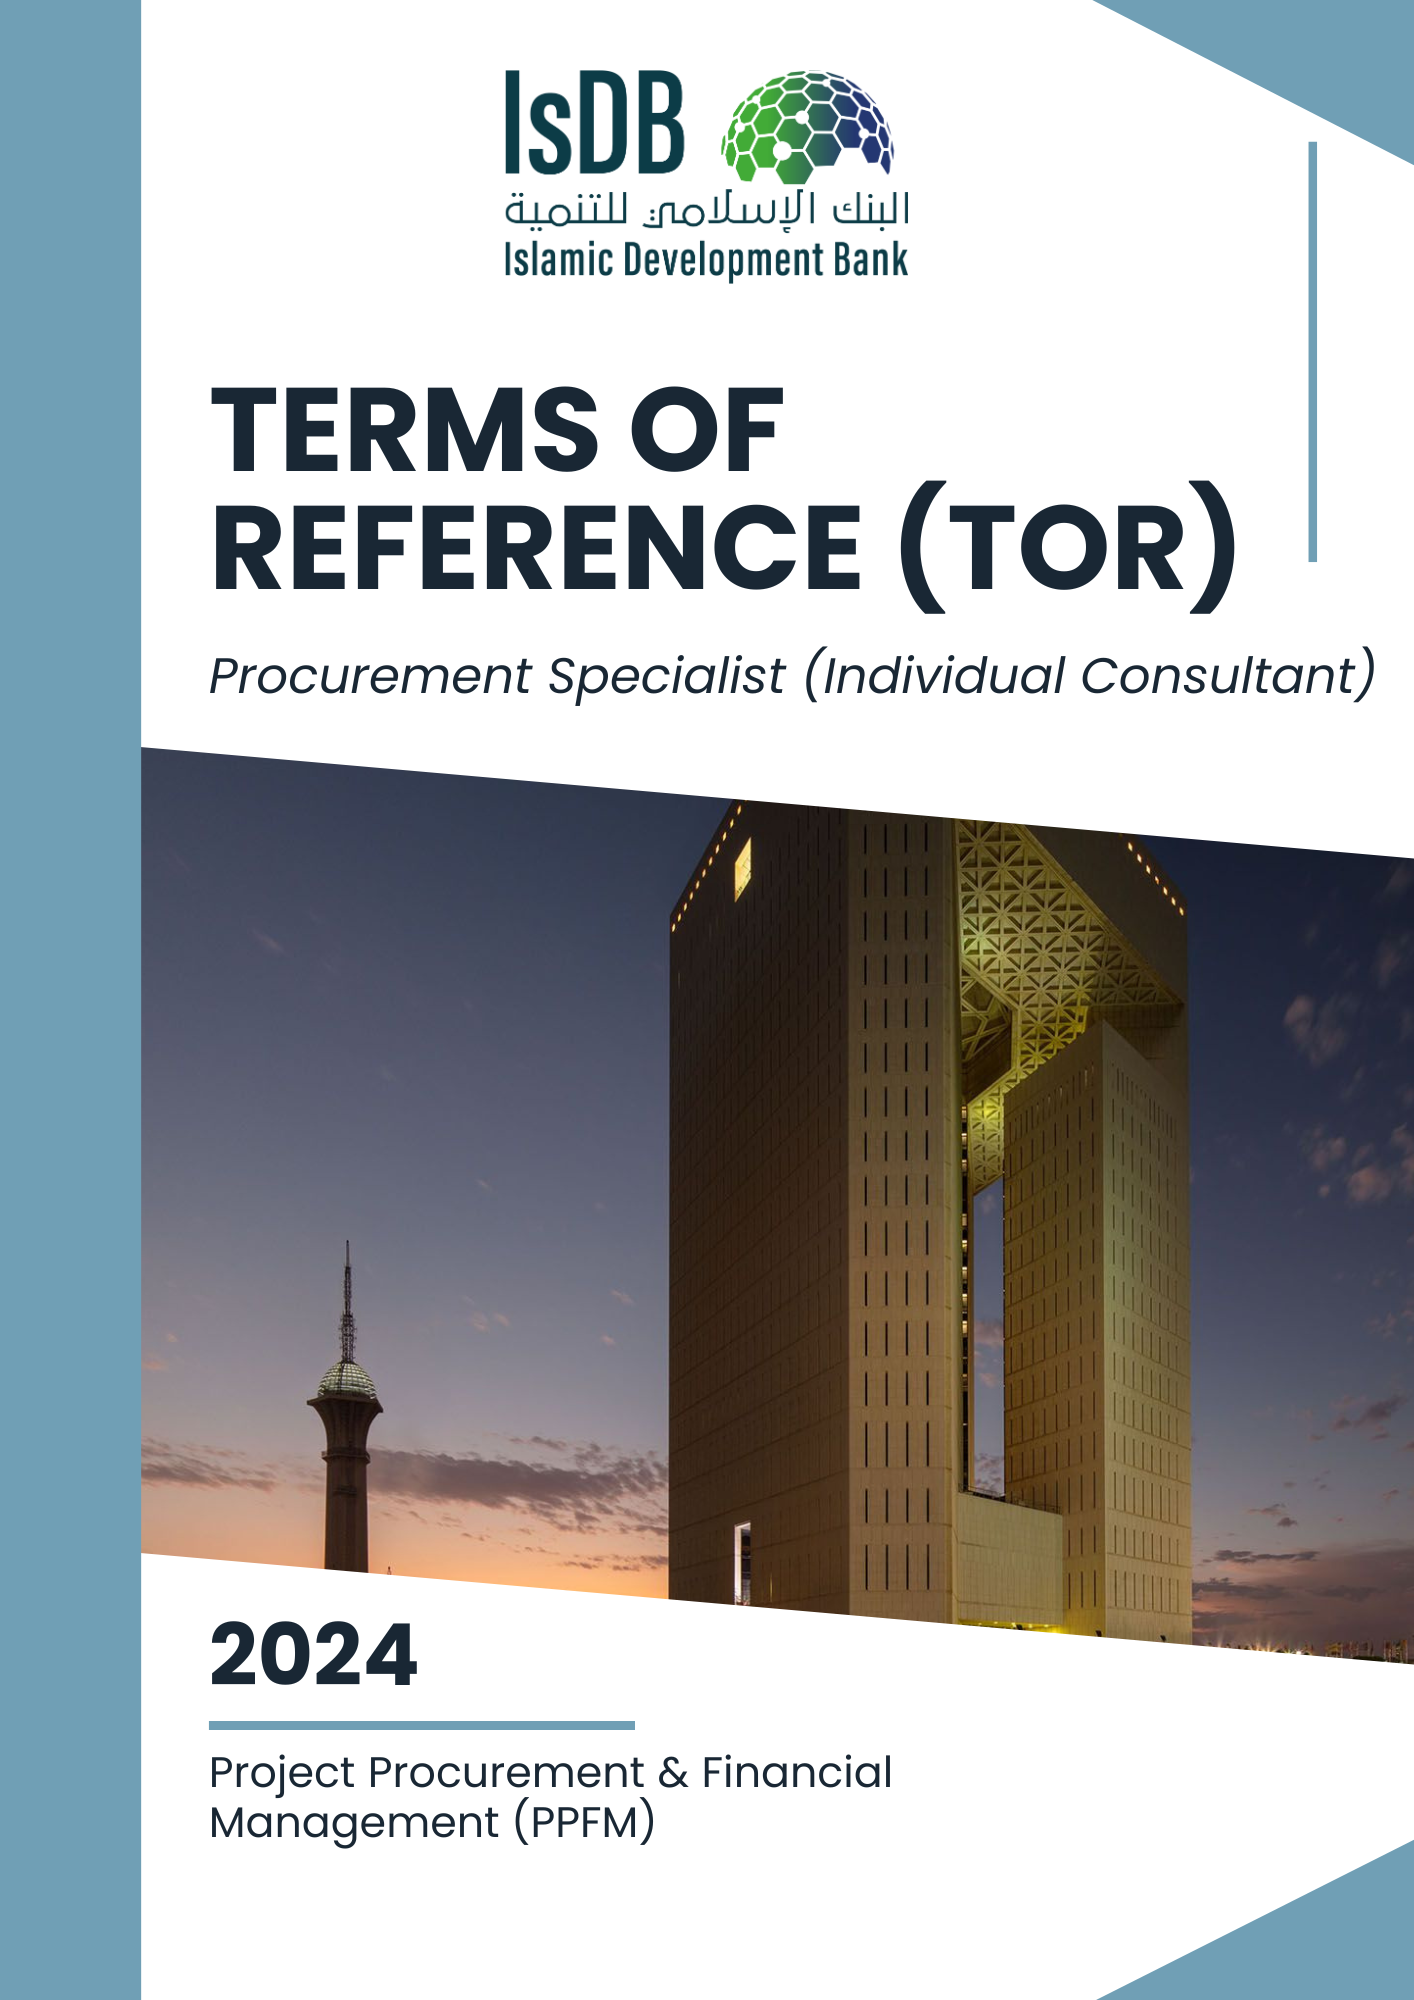 IsDB
البنك الإسلامي للتنمية
Islamic Development Bank
TERMS OF
REFERENCE (TOR)
Procurement Specialist (Individual Consultant)
2024
Project Procurement & Financial
Management (PPFM)